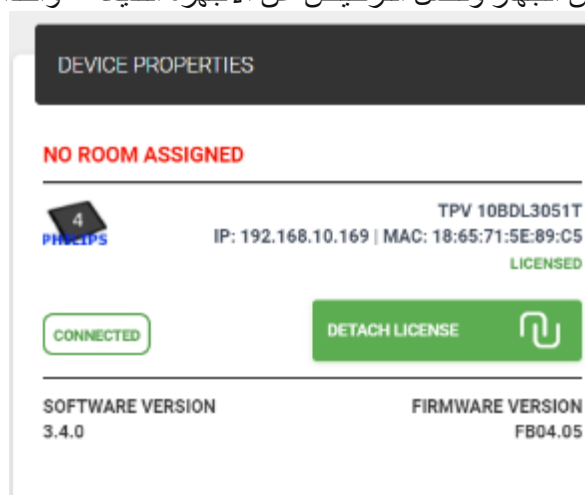 DEVICE PROPERTIES
NO ROOM ASSIGNED
4
PHILIPS
TPV 10BDL3051T
IP: 192.168.10.169 | MAC: 18:65:71:5E:89:C5
LICENSED
CONNECTED
DETACH LICENSE
SOFTWARE VERSION
FIRMWARE VERSION
3.4.0
FB04.05